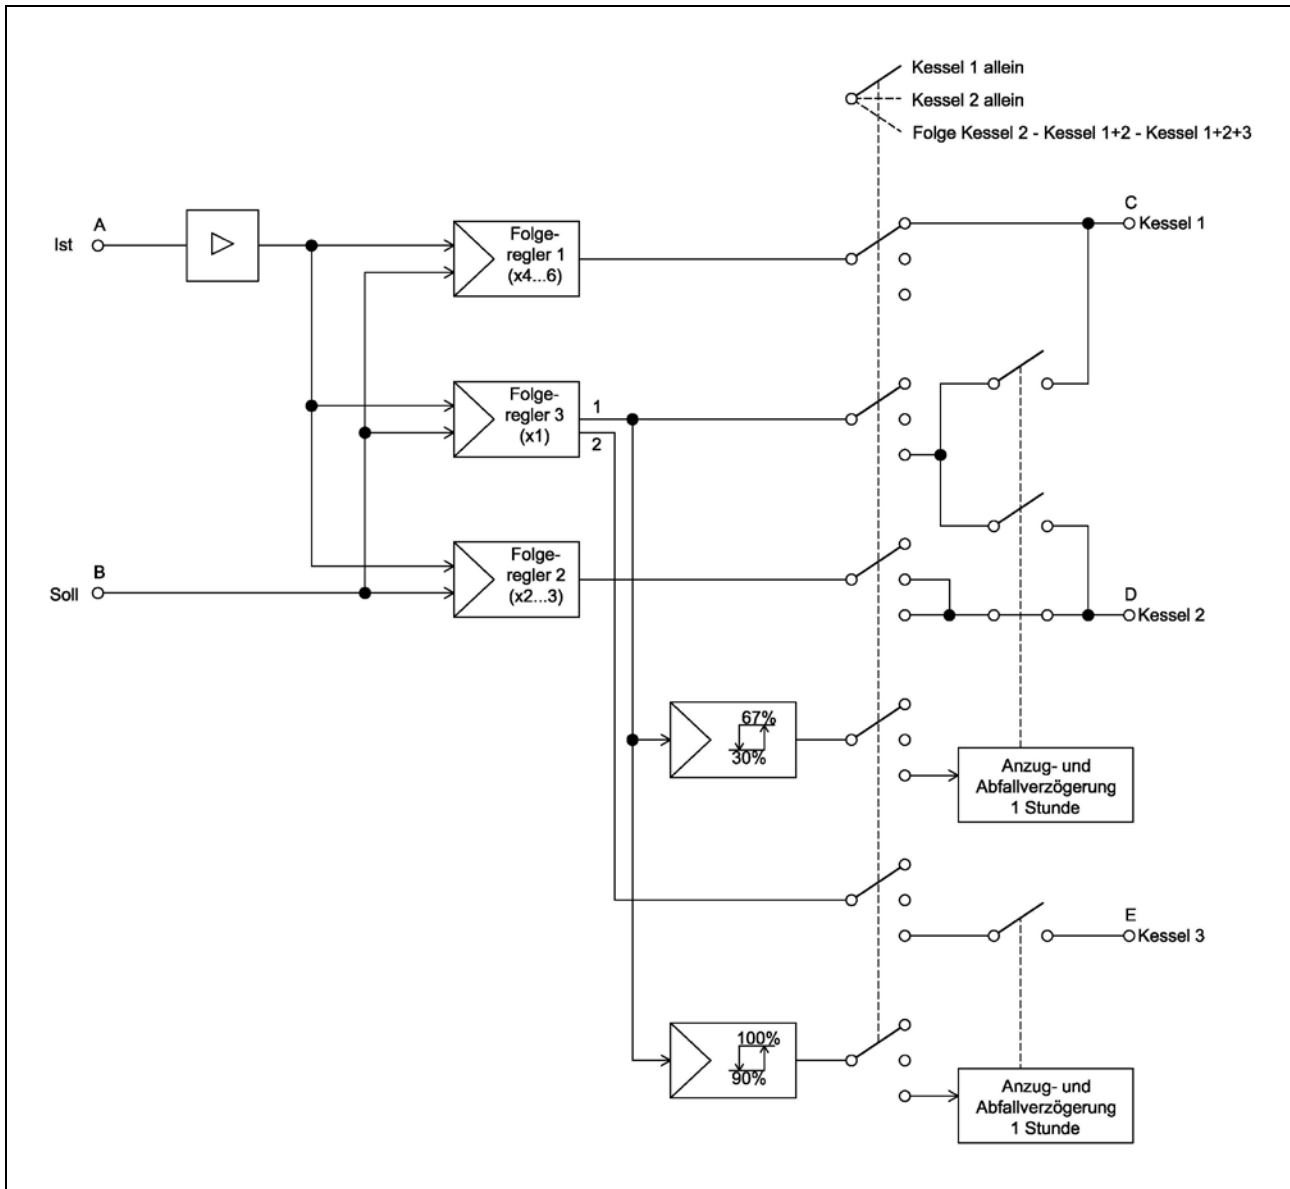 Kessel 1 allein
Kessel 2 allein
Folge Kessel 2 - Kessel 1+2 - Kessel 1+2+3
A
Ist
Folge-
regler 1
(x4...6)
C
Kessel 1
Folge-
regler 3
(x1)
1
2
B
Soll
Folge-
regler 2
(x2...3)
D
Kessel 2
67%
30%
Anzug- und
Abfallverzögerung
1 Stunde
E
Kessel 3
100%
90%
Anzug- und
Abfallverzögerung
1 Stunde